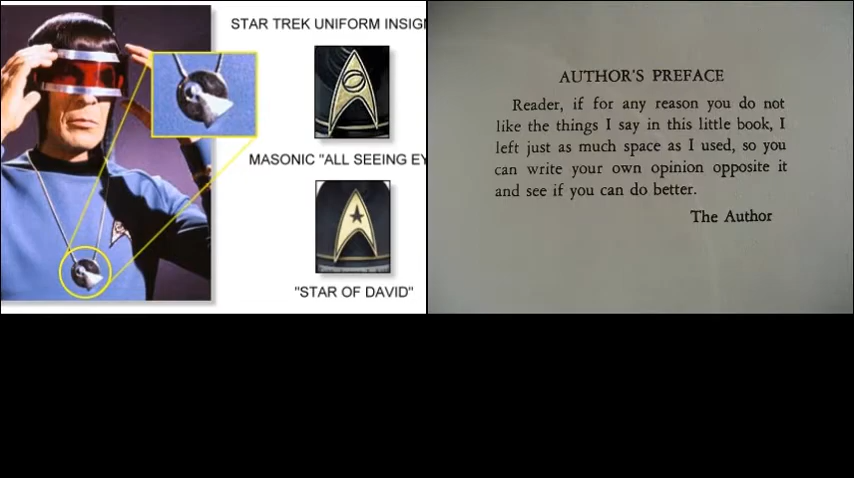 STAR TREK UNIFORM INSIGN
MASONIC "ALL SEEING EY
"STAR OF DAVID"
AUTHOR'S PREFACE
Reader, if for any reason you do not
like the things I say in this little book, I
left just as much space as I used, so you
can write your own opinion opposite it
and see if you can do better.
The Author